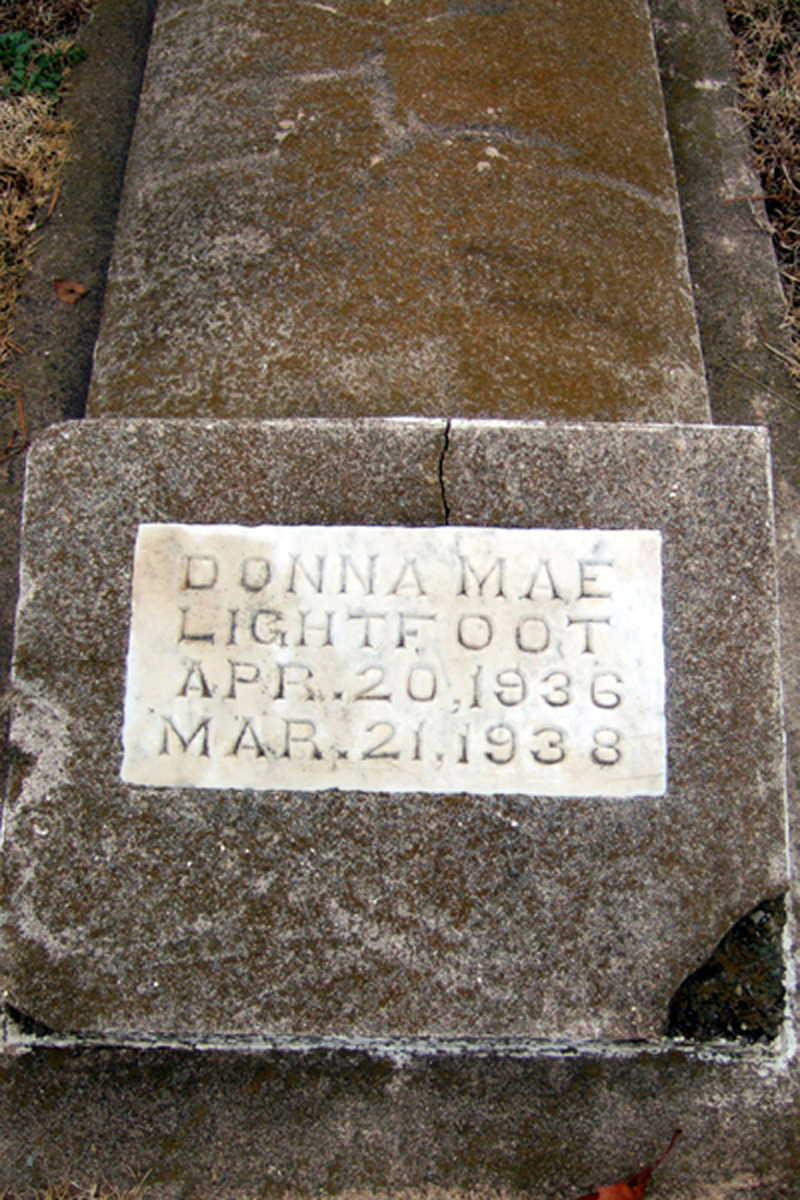 DONNA MAE
LIGHTFOOT
APR. 20, 1936
MAR. 21, 1938